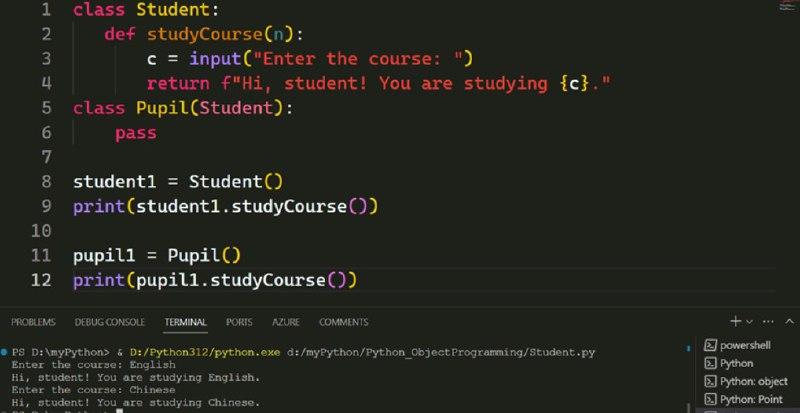 1 class Student:
2 def studyCourse(n):
3 c = input("Enter the course: ")
4 return f"Hi, student! You are studying {c}."
5 class Pupil(Student):
6 pass
7
8 student1 = Student()
9 print(student1.studyCourse())
10
11 pupil1 = Pupil()
12 print(pupil1.studyCourse())
PROBLEMS DEBUG CONSOLE TERMINAL PORTS AZURE COMMENTS
PS D:\myPython> & D:/Python312/python.exe d:/myPython/Python_ObjectProgramming/Student.py
Enter the course: English
Hi, student! You are studying English.
Enter the course: Chinese
Hi, student! You are studying Chinese.
powershell
Python
Python: object
Python: Point